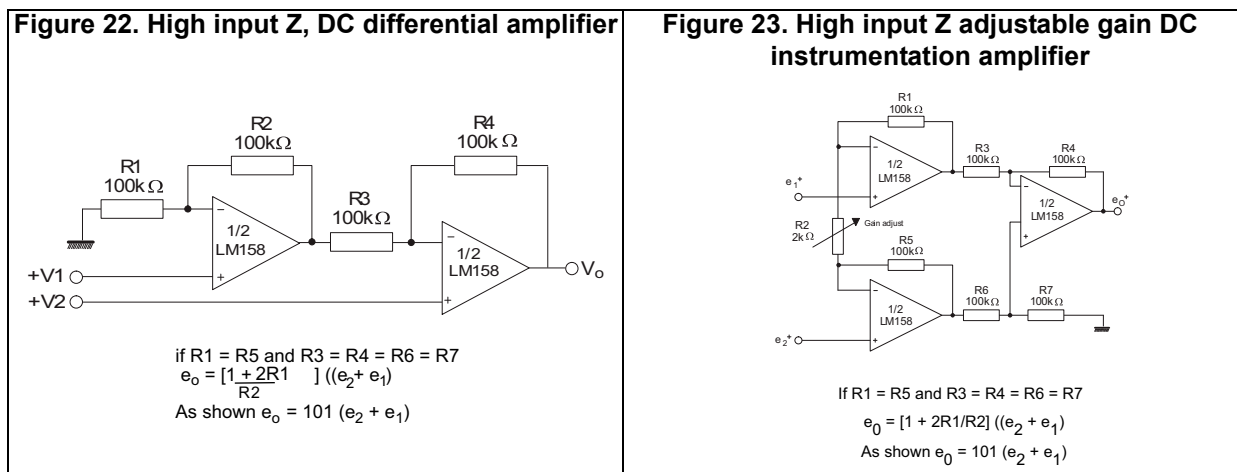 Figure 22. High input Z, DC differential amplifier
R1
100kΩ
R2
100kΩ
R3
100kΩ
R4
100kΩ
1/2
LM158
1/2
LM158
+V1
+V2
Vo
if R1 = R5 and R3 = R4 = R6 = R7
eo = [1 + 2R1 ] ((e2+ e1)
R2
As shown eo = 101 (e2 + e1)
Figure 23. High input Z adjustable gain DC
instrumentation amplifier
R1
100kΩ
1/2
LM158
R3
100kΩ
R4
100kΩ
e1+
1/2
LM158
eO+
R2
2kΩ
Gain adjust
R5
100kΩ
1/2
LM158
R6
100kΩ
R7
100kΩ
e2+
If R1 = R5 and R3 = R4 = R6 = R7
e0 = [1 + 2R1/R2] ((e2 + e1)
As shown e0 = 101 (e2 + e1)